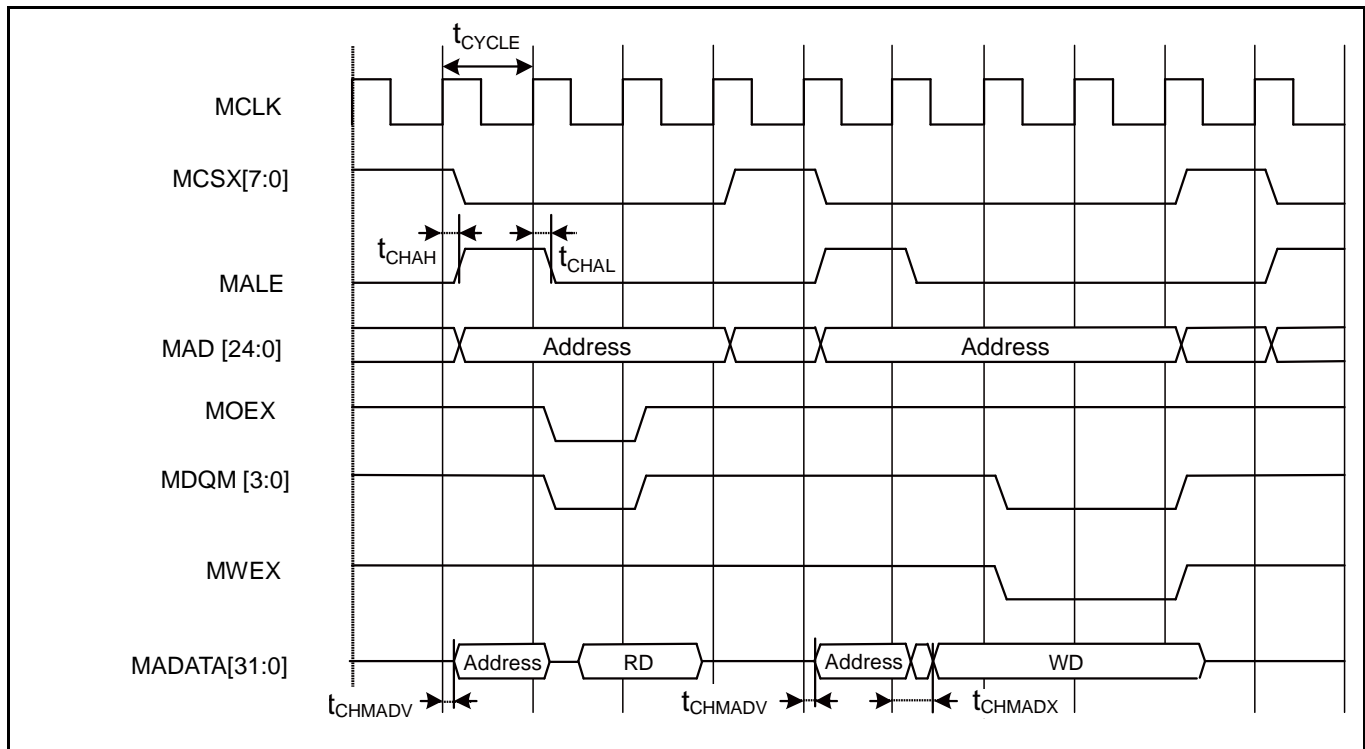 tCYCLE
MCLK
MCSX[7:0]
tCHAH
tCHAL
MALE
MAD [24:0]
Address
Address
MOEX
MDQM [3:0]
MWEX
MADATA[31:0]
Address
RD
Address
WD
tCHMADV
tCHMADV
tCHMADX